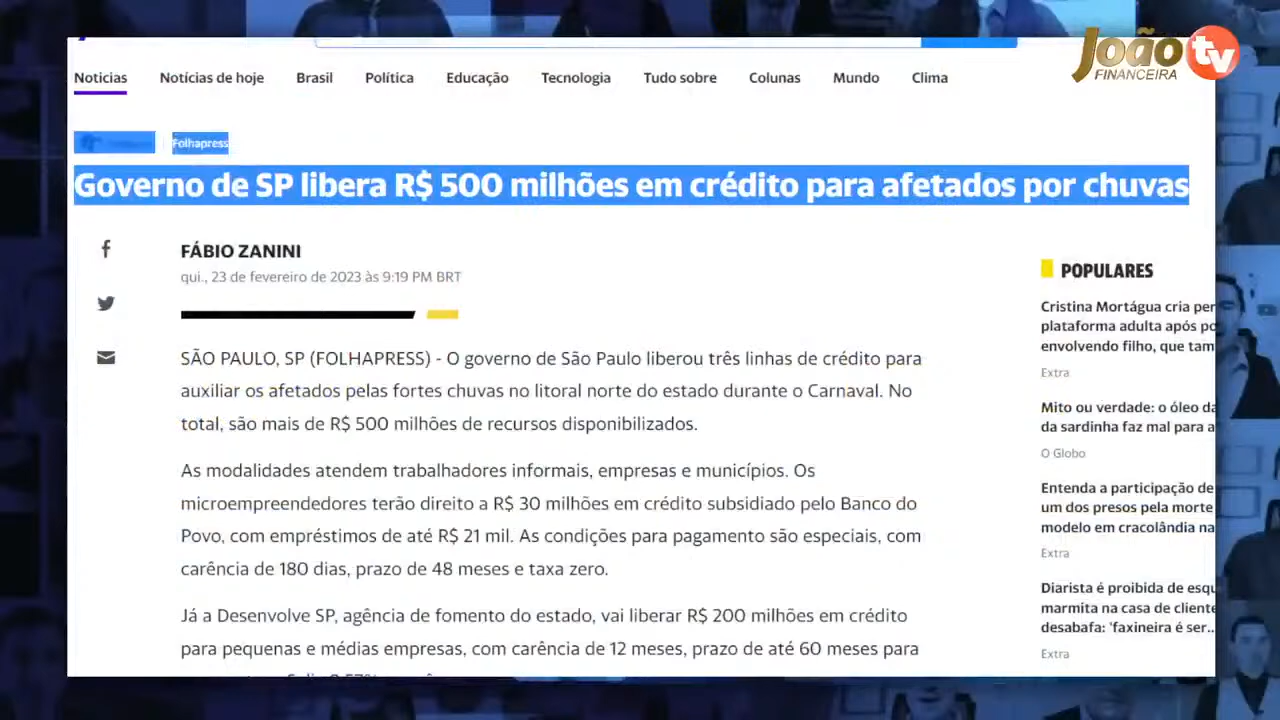 João tv
FINANCEIRA
Noticias Notícias de hoje Brasil Política Educação Tecnologia Tudo sobre Colunas Mundo Clima
Folhapress
Governo de SP libera R$ 500 milhões em crédito para afetados por chuvas
FÁBIO ZANINI
qui., 23 de fevereiro de 2023 às 9:19 PM BRT
SÃO PAULO, SP (FOLHAPRESS) - O governo de São Paulo liberou três linhas de crédito para
auxiliar os afetados pelas fortes chuvas no litoral norte do estado durante o Carnaval. No
total, são mais de R$ 500 milhões de recursos disponibilizados.
As modalidades atendem trabalhadores informais, empresas e municípios. Os
microempreendedores terão direito a R$ 30 milhões em crédito subsidiado pelo Banco do
Povo, com empréstimos de até R$ 21 mil. As condições para pagamento são especiais, com
carência de 180 dias, prazo de 48 meses e taxa zero.
Já a Desenvolve SP, agência de fomento do estado, vai liberar R$ 200 milhões em crédito
para pequenas e médias empresas, com carência de 12 meses, prazo de até 60 meses para
POPULARES
Cristina Mortágua cria per
plataforma adulta após po
envolvendo filho, que tam
Extra
Mito ou verdade: o óleo da
da sardinha faz mal para a
O Globo
Entenda a participação de
um dos presos pela morte
modelo em cracolândia na
Extra
Diarista é proibida de esqu
marmita na casa de cliente
desabafa: 'faxineira é ser...
Extra